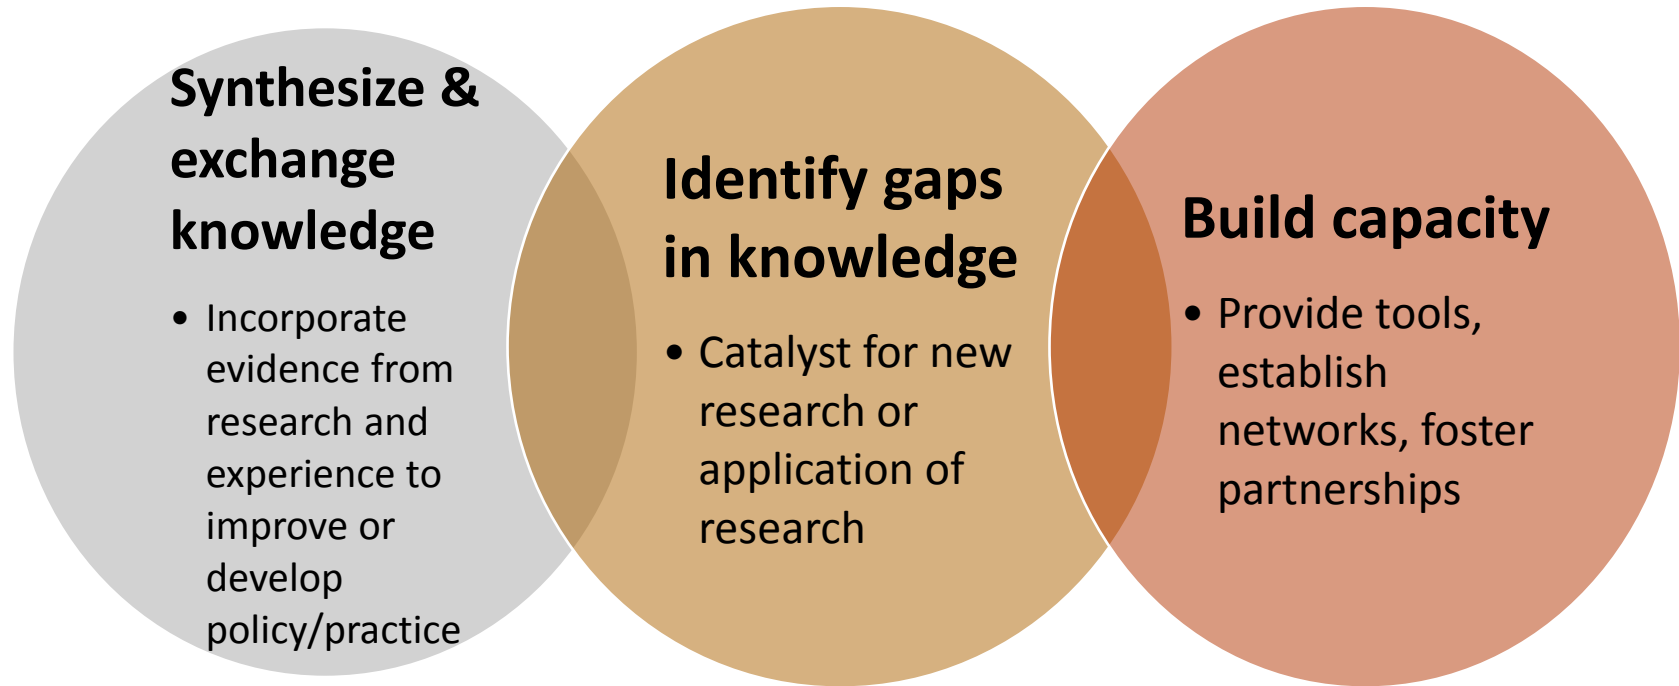 Synthesize &
exchange
knowledge
• Incorporate
evidence from
research and
experience to
improve or
develop
policy/practice
Identify gaps
in knowledge
• Catalyst for new
research or
application of
research
Build capacity
• Provide tools,
establish
networks, foster
partnerships